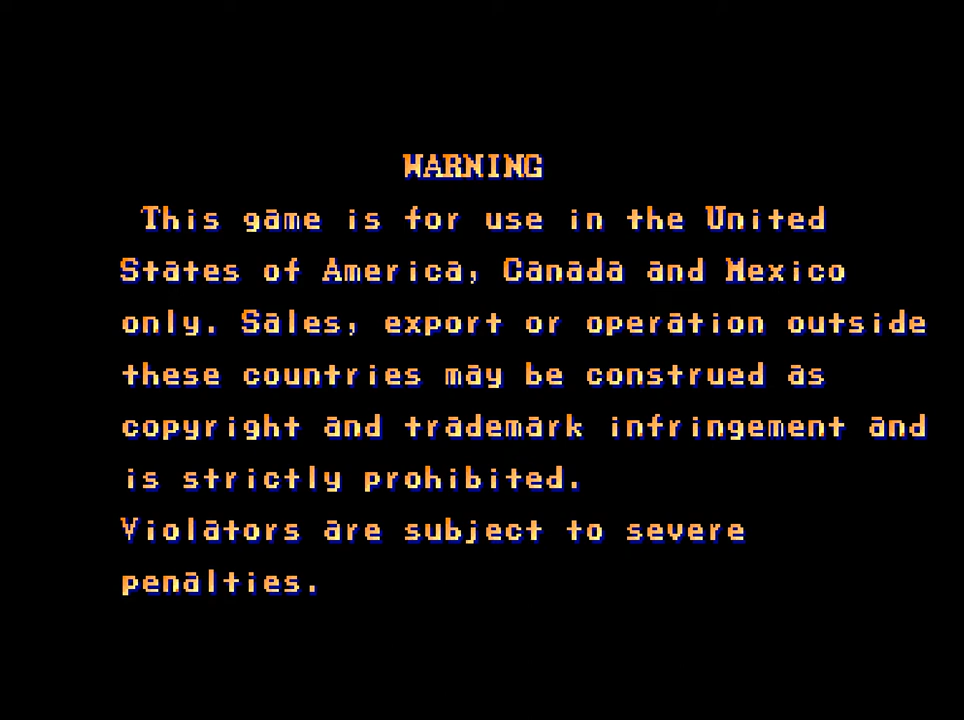 WARNING
This game is for use in the United
States of America, Canada and Mexico
only. Sales, export or operation outside
these countries may be construed as
copyright and trademark infringement and
is strictly prohibited.
Violators are subject to severe
penalties.